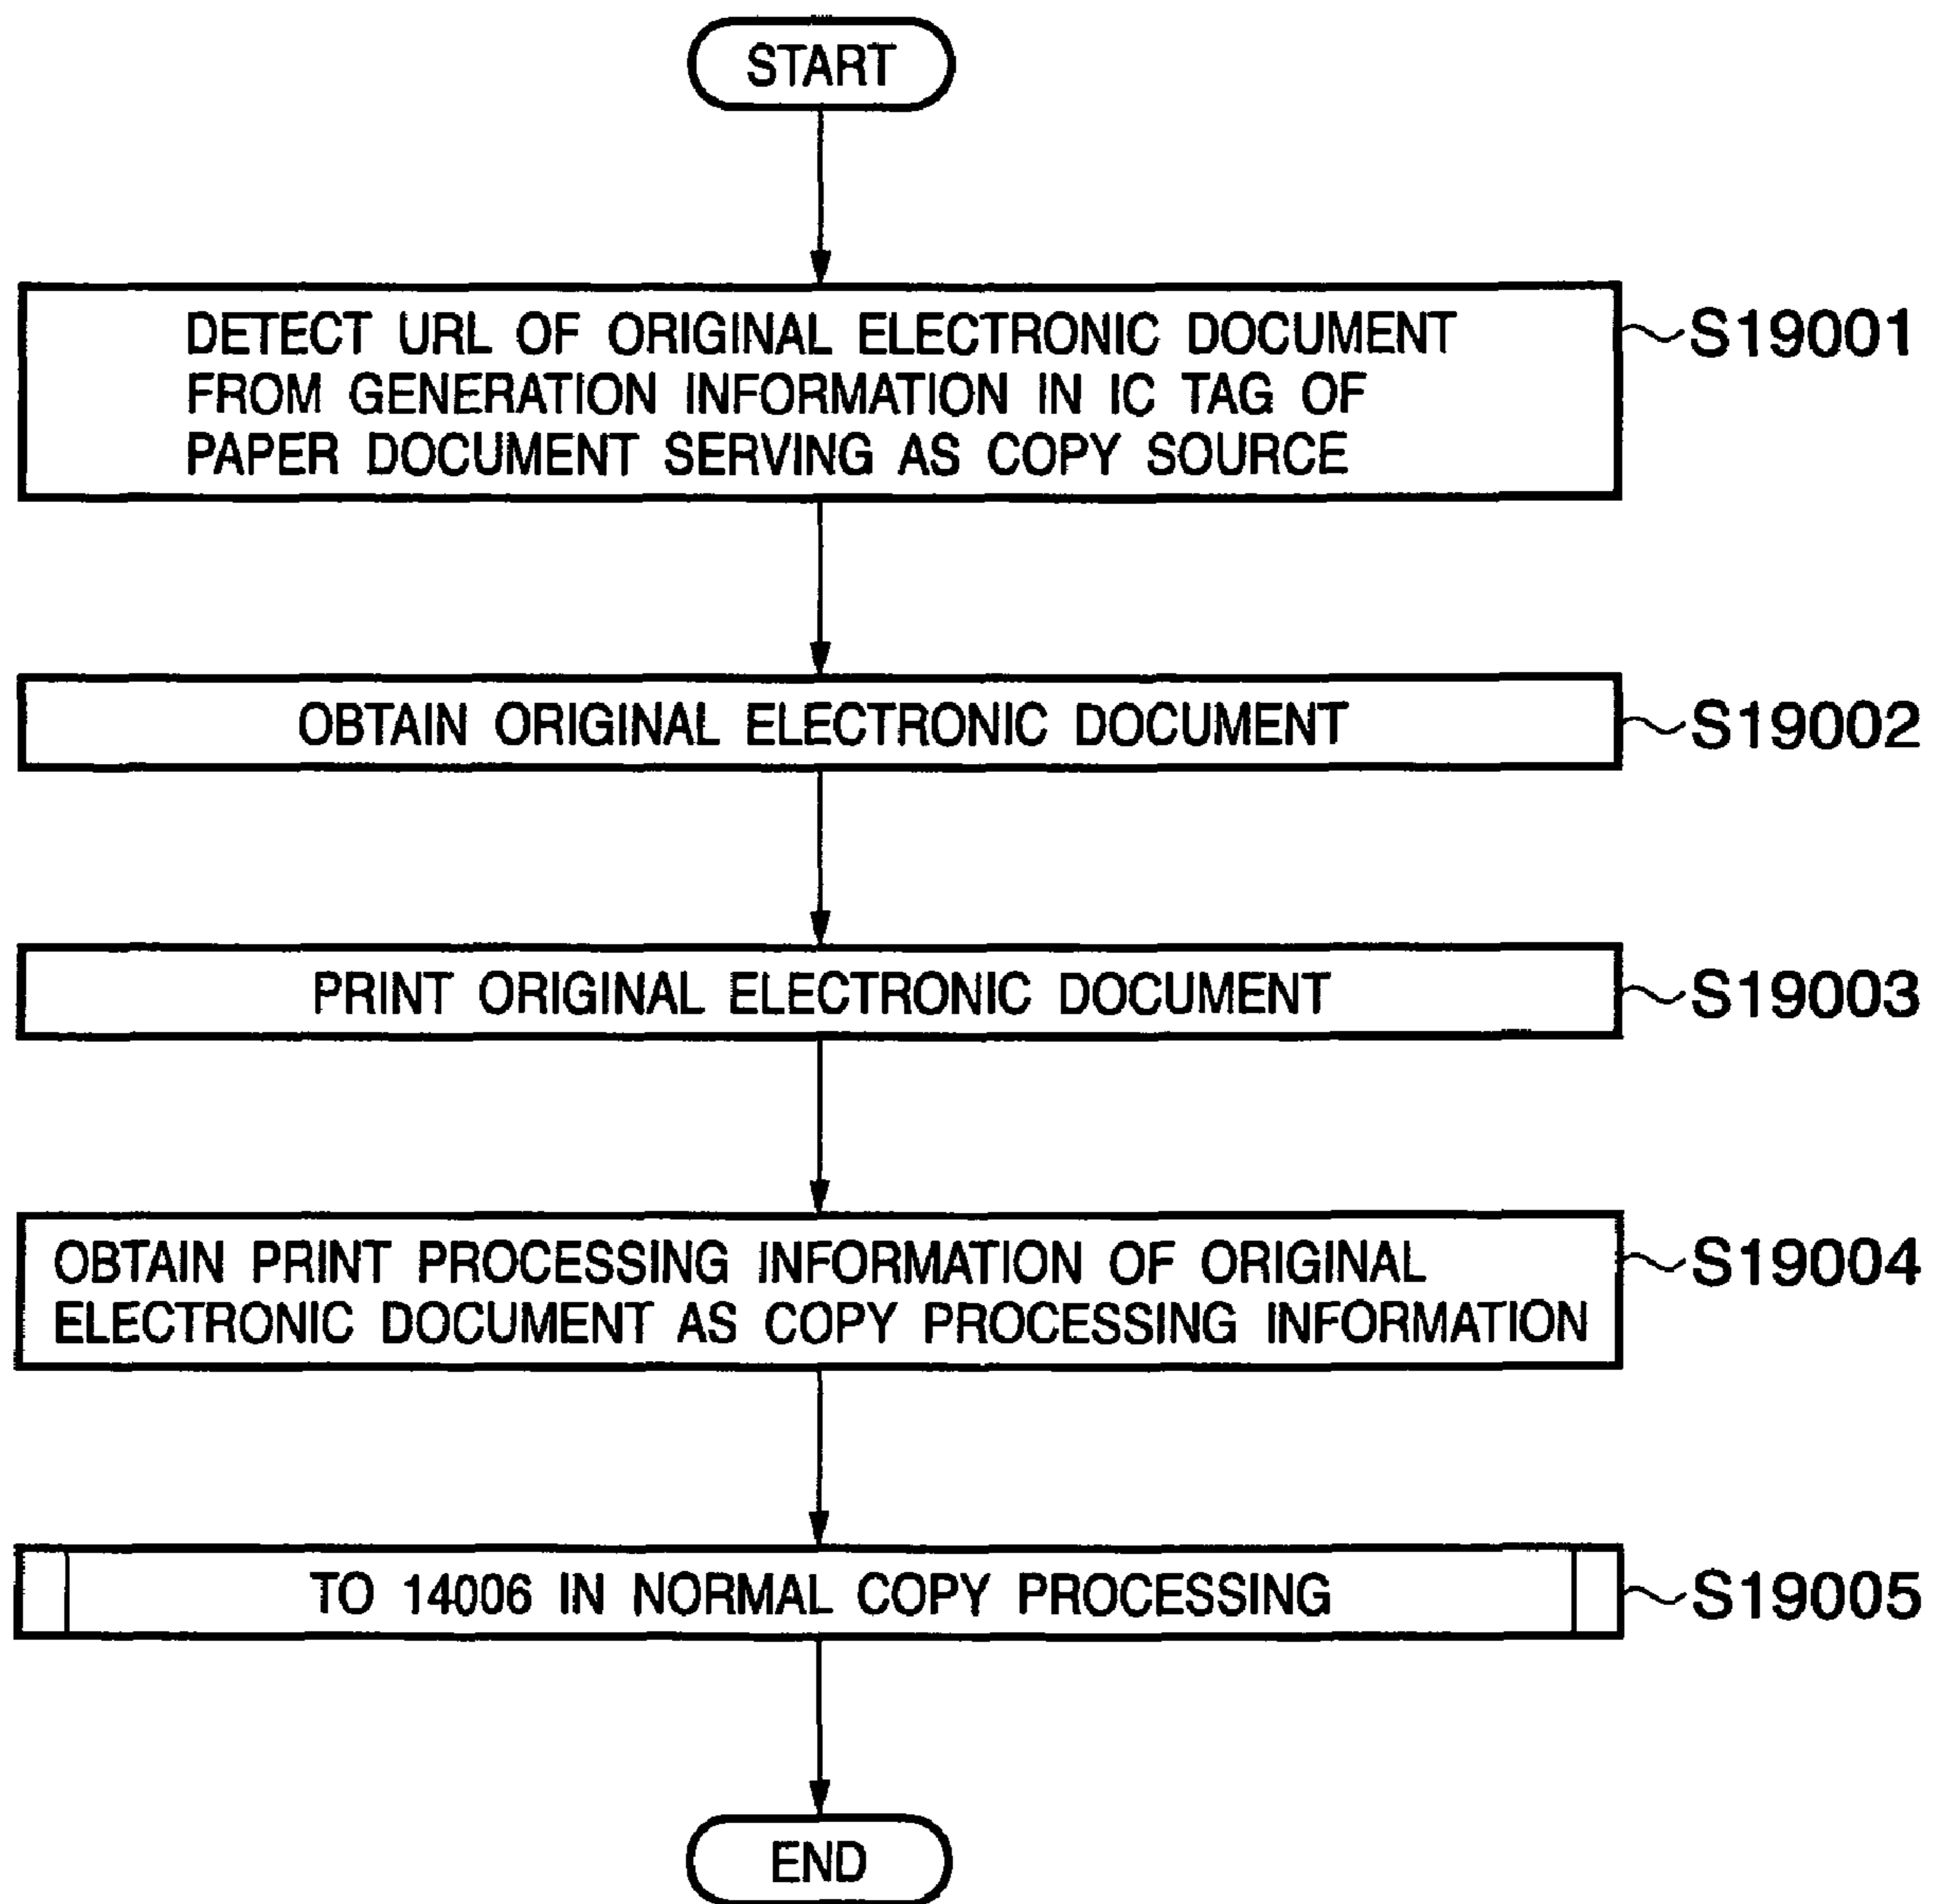 START
DETECT URL OF ORIGINAL ELECTRONIC DOCUMENT
FROM GENERATION INFORMATION IN IC TAG OF
PAPER DOCUMENT SERVING AS COPY SOURCE
S19001
OBTAIN ORIGINAL ELECTRONIC DOCUMENT
S19002
PRINT ORIGINAL ELECTRONIC DOCUMENT
S19003
OBTAIN PRINT PROCESSING INFORMATION OF ORIGINAL
ELECTRONIC DOCUMENT AS COPY PROCESSING INFORMATION
S19004
TO 14006 IN NORMAL COPY PROCESSING
S19005
END